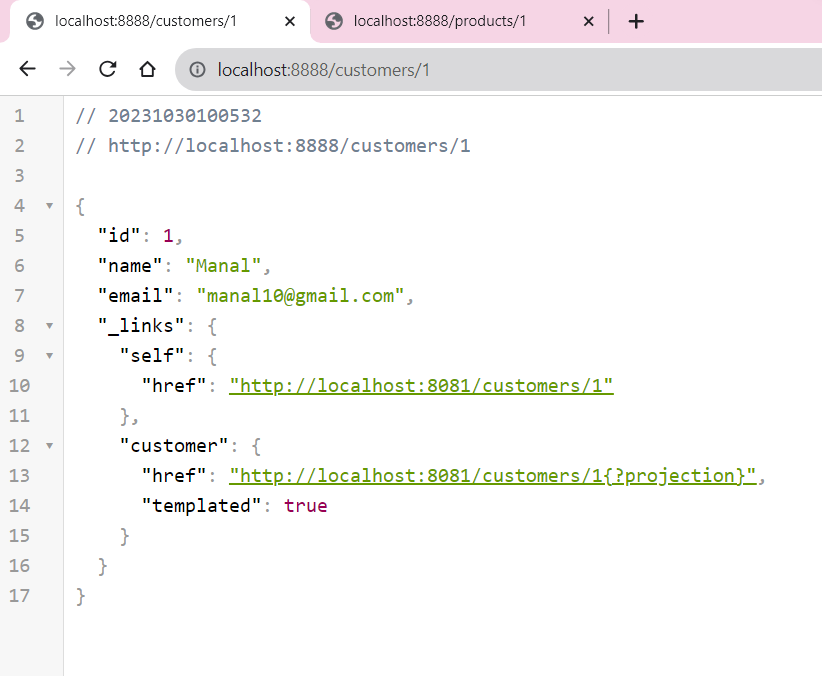 localhost:8888/customers/1
localhost:8888/products/1
localhost:8888/customers/1
1 // 20231030100532
2 // http://localhost:8888/customers/1
3
4 {
5 "id": 1,
6 "name": "Manal",
7 "email": "manal10@gmail.com",
8 "_links": {
9 "self": {
10 "href": "http://localhost:8081/customers/1"
11 },
12 "customer": {
13 "href": "http://localhost:8081/customers/1{?projection}",
14 "templated": true
15 }
16 }
17 }